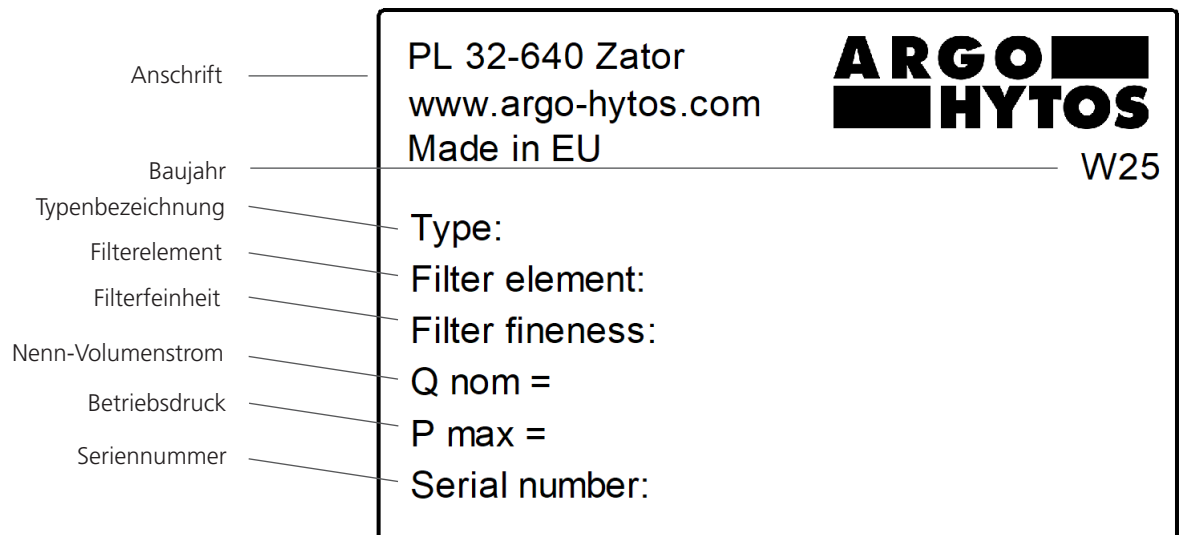 Anschrift
PL 32-640 Zator
www.argo-hytos.com
Made in EU
ARGO
HYTOS
Baujahr
W25
Typenbezeichnung
Type:
Filterelement
Filter element:
Filterfeinheit
Filter fineness:
Nenn-Volumenstrom
Q nom =
Betriebsdruck
P max =
Seriennummer
Serial number: